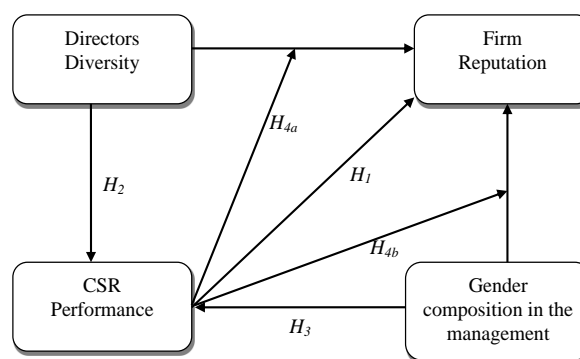 Directors
Diversity
Firm
Reputation
H4a
H1
H2
H4b
CSR
Performance
Gender
composition in the
management
H3